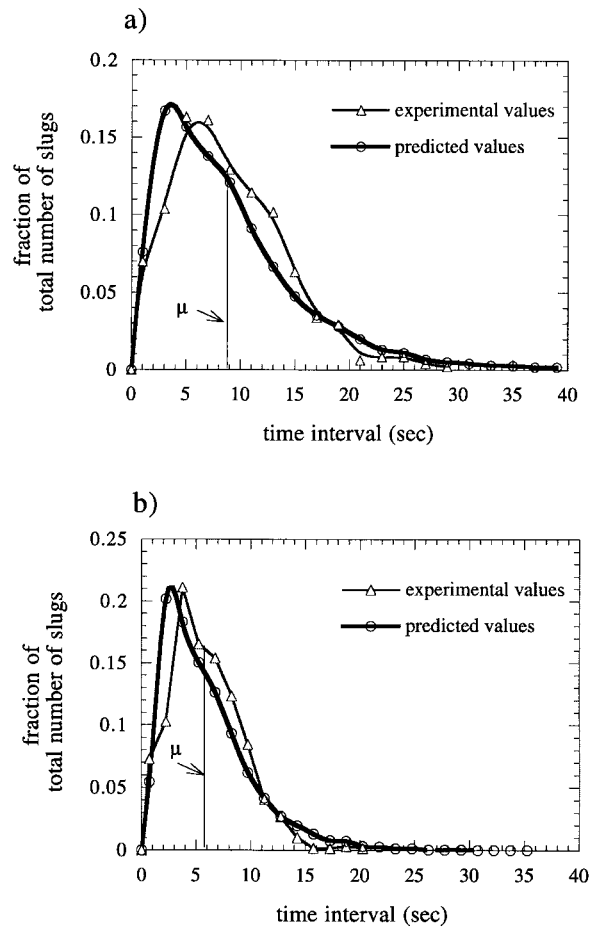 a)
0.2
0.15
0.1
0.05
0
fraction of
total number of slugs
experimental values
predicted values
μ
0 5 10 15 20 25 30 35 40
time interval (sec)
b)
0.25
0.2
0.15
0.1
0.05
0
fraction of
total number of slugs
experimental values
predicted values
μ
0 5 10 15 20 25 30 35 40
time interval (sec)